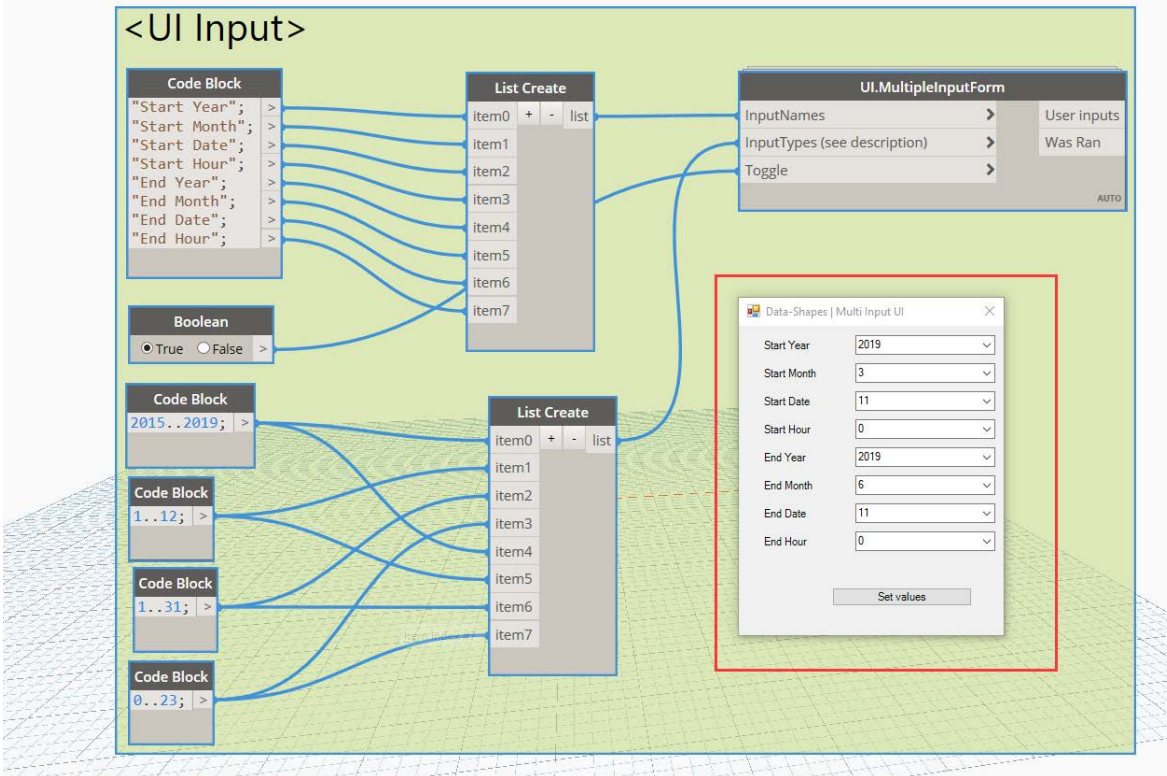 <UI Input>
Code Block
"Start Year"; >
"Start Month"; >
"Start Date"; >
"Start Hour"; >
"End Year"; >
"End Month"; >
"End Date"; >
"End Hour"; >
List Create
item0 + - list
item1
item2
item3
item4
item5
item6
item7
UI.MultipleInputForm
InputNames > User inputs
InputTypes (see description) > Was Ran
Toggle >
AUTO
Boolean
True False >
Code Block
2015..2019; >
Code Block
1..12; >
Code Block
1..31; >
Code Block
0..23; >
List Create
item0 + - list
item1
item2
item3
item4
item5
item6
item7
Data-Shapes | Multi Input UI
Start Year 2019
Start Month 3
Start Date 11
Start Hour 0
End Year 2019
End Month 6
End Date 11
End Hour 0
Set values